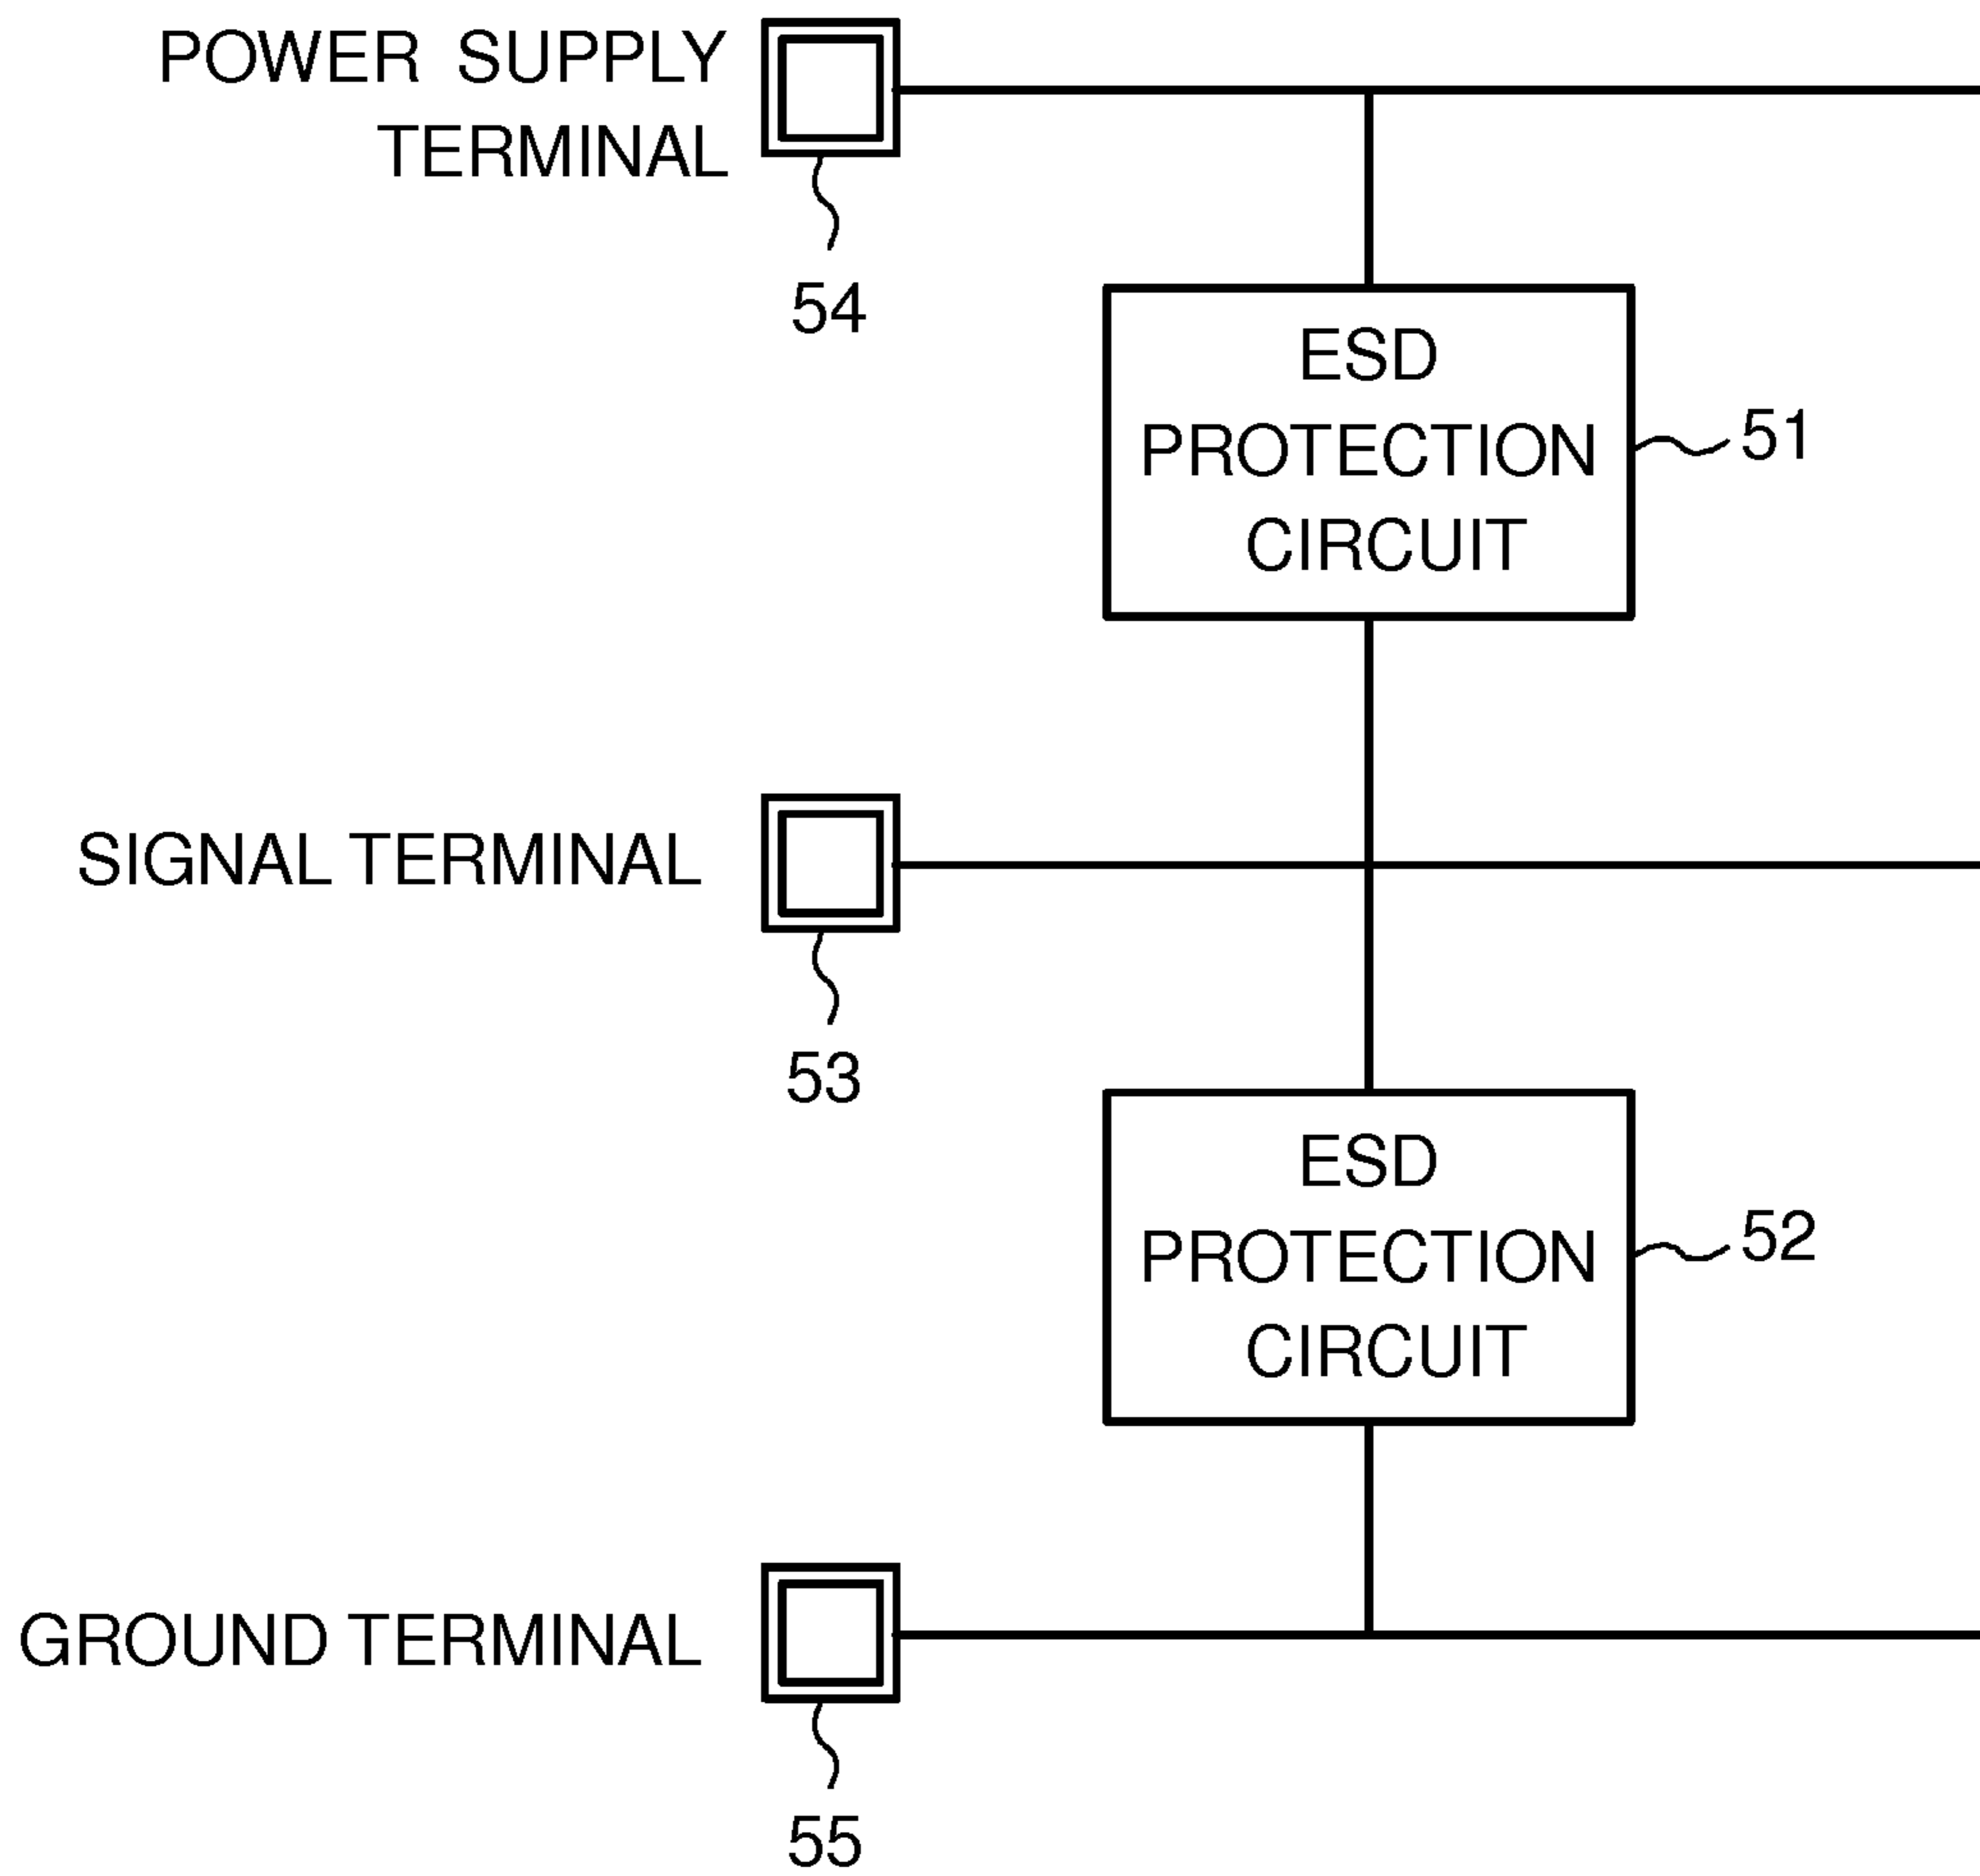 POWER SUPPLY
TERMINAL
54
ESD
PROTECTION
CIRCUIT
51
SIGNAL TERMINAL
53
ESD
PROTECTION
CIRCUIT
52
GROUND TERMINAL
55